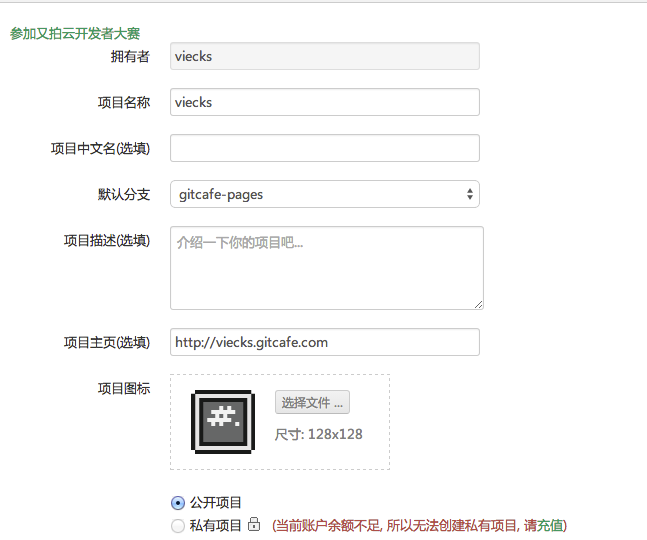 参加又拍云开发者大赛
拥有者 viecks
项目名称 viecks
项目中文名(选填)
默认分支 gitcafe-pages
项目描述(选填) 介绍一下你的项目吧...
项目主页(选填) http://viecks.gitcafe.com
项目图标
#.
选择文件 ...
尺寸: 128x128
公开项目
私有项目 (当前账户余额不足, 所以无法创建私有项目, 请充值)